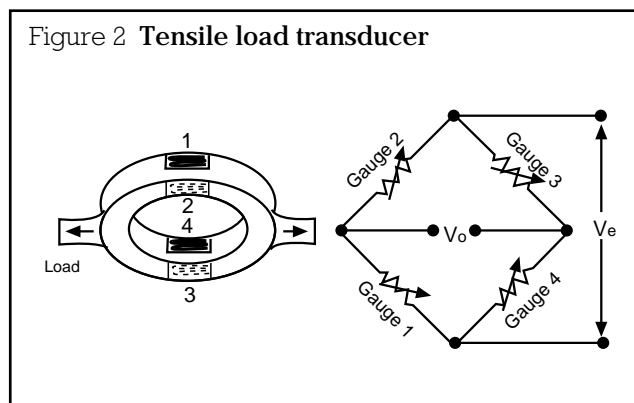 Figure 2 Tensile load transducer
1
2
4
3
Load
Gauge 2
Gauge 3
Vo
Ve
Gauge 1
Gauge 4